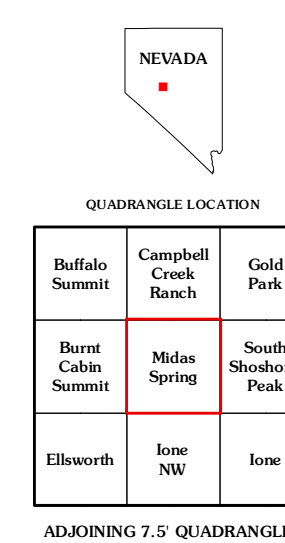 NEVADA
QUADRANGLE LOCATION
Buffalo
Summit
Campbell
Creek
Ranch
Gold
Park
Burnt
Cabin
Summit
Midas
Spring
South
Shosho
Peak
Ellsworth
Ione
NW
Ione
ADJOINING 7.5' QUADRANGL